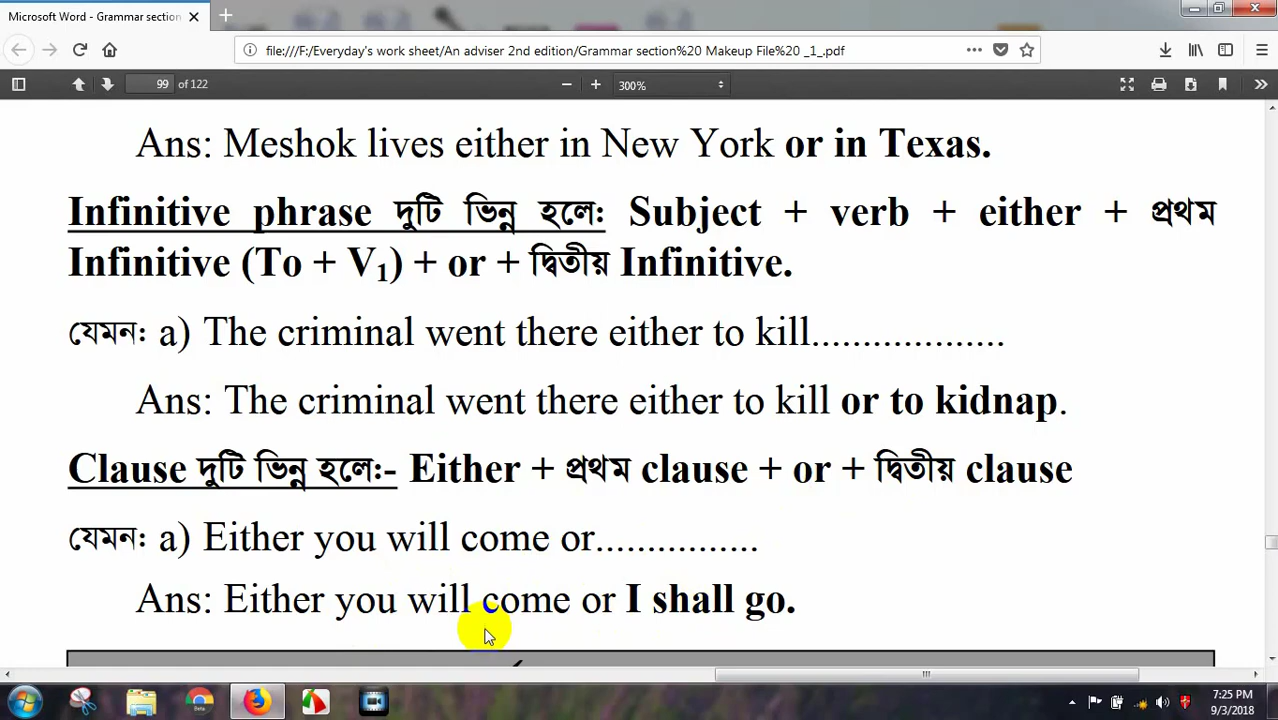 Microsoft Word - Grammar section
file:///F:/Everyday's work sheet/An adviser 2nd edition/Grammar section%20 Makeup File%20 _1_.pdf
99 of 122
300%
Ans: Meshok lives either in New York or in Texas.
Infinitive phrase দুটি ভিন্ন হলে: Subject + verb + either + প্রথম
Infinitive (To + V₁) + or + দ্বিতীয় Infinitive.
যেমন: a) The criminal went there either to kill...................
Ans: The criminal went there either to kill or to kidnap.
Clause দুটি ভিন্ন হলে:- Either + প্রথম clause + or + দ্বিতীয় clause
যেমন: a) Either you will come or................
Ans: Either you will come or I shall go.
7:25 PM
9/3/2018